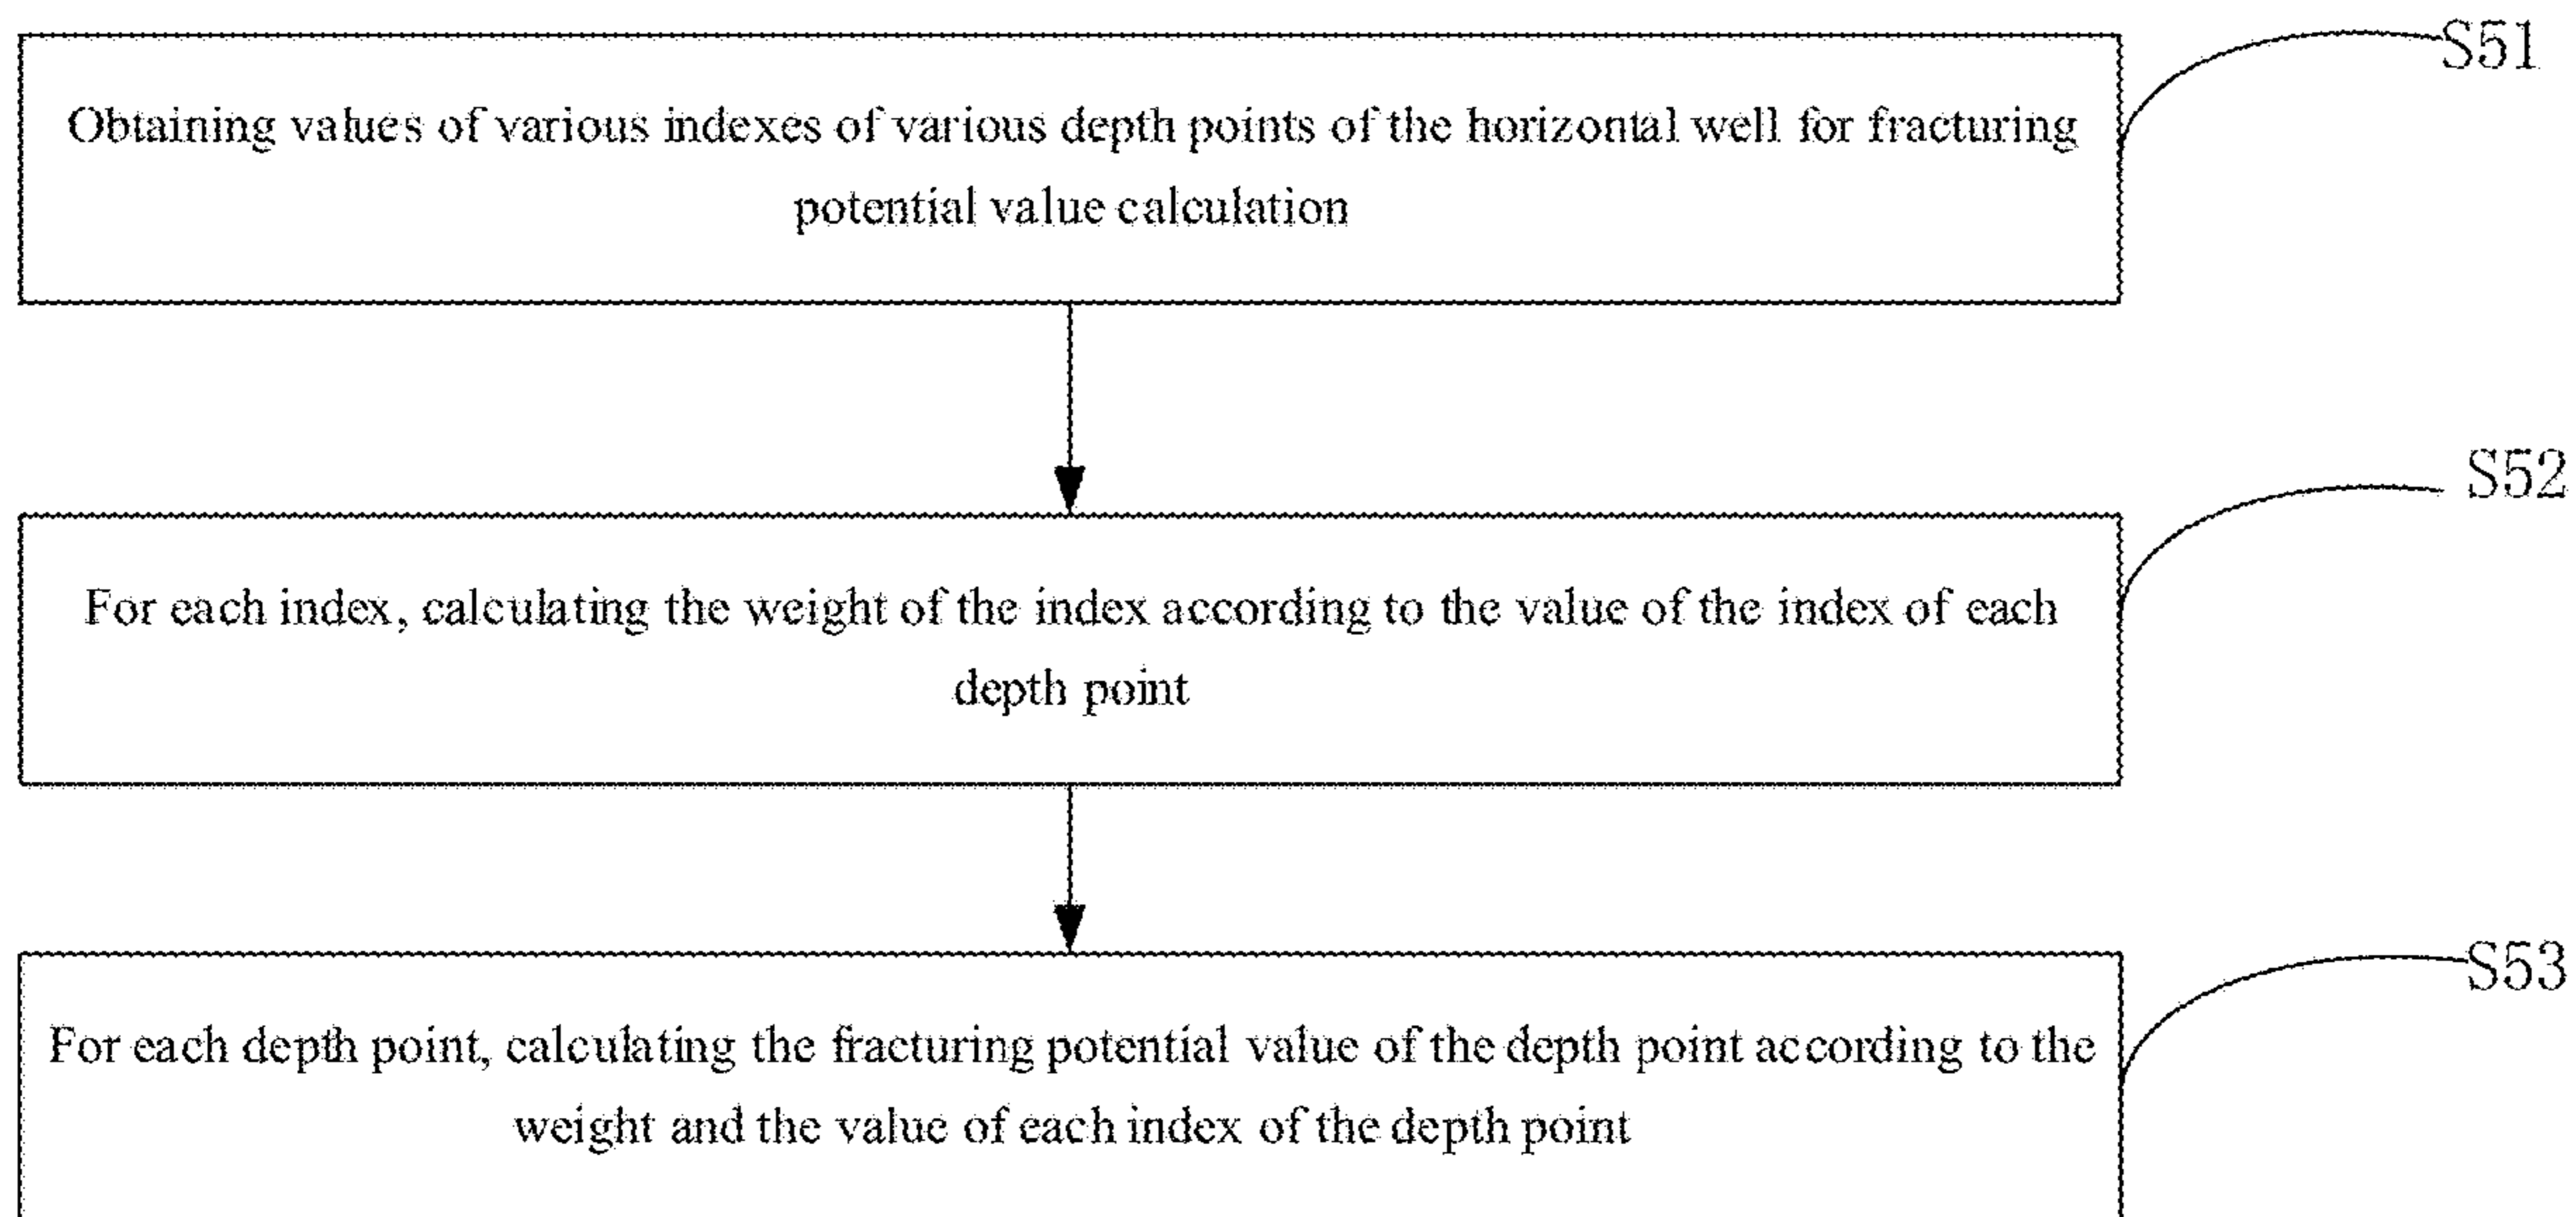 S51
Obtaining values of various indexes of various depth points of the horizontal well for fracturing
potential value calculation
S52
For each index, calculating the weight of the index according to the value of the index of each
depth point
S53
For each depth point, calculating the fracturing potential value of the depth point according to the
weight and the value of each index of the depth point